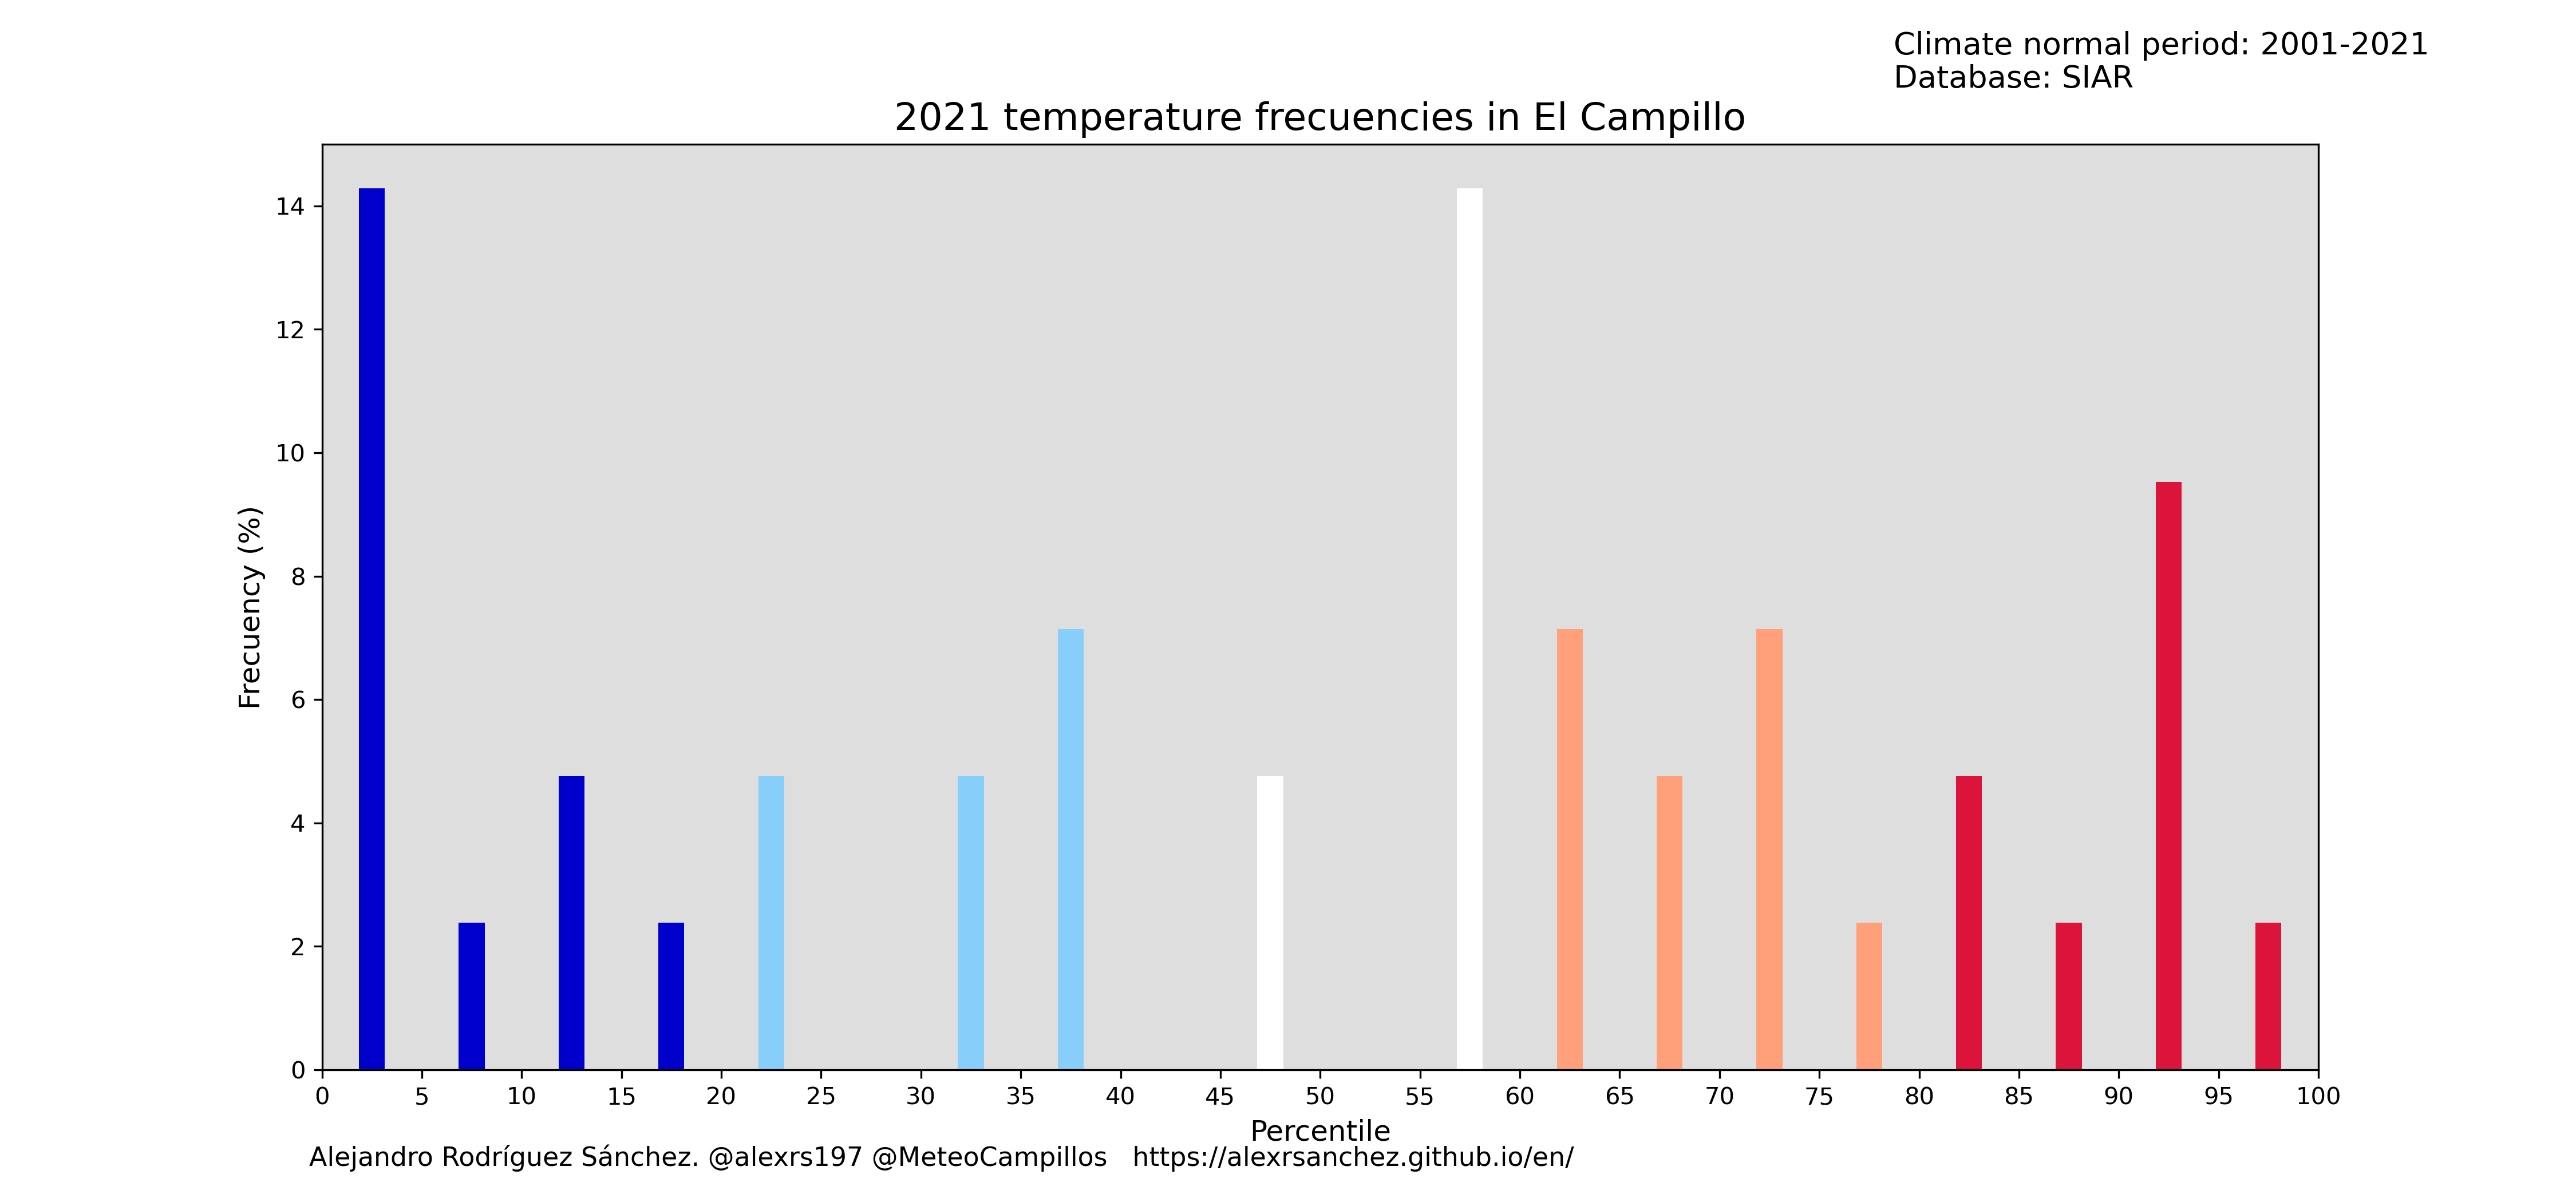 Climate normal period: 2001-2021
Database: SIAR
2021 temperature frecuencies in El Campillo
14
12
10
8
6
4
2
0
Frecuency (%)
0 5 10 15 20 25 30 35 40 45 50 55 60 65 70 75 80 85 90 95 100
Percentile
Alejandro Rodríguez Sánchez. @alexrs197 @MeteoCampillos https://alexrsanchez.github.io/en/